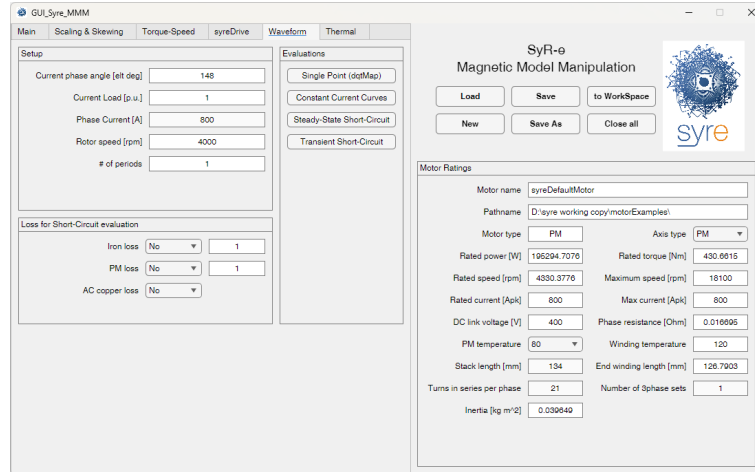 GUI_Syre_MMM
Main Scaling & Skewing Torque-Speed syreDrive Waveform Thermal
Setup
Current phase angle [elt deg] 148
Current Load [p.u.] 1
Phase Current [A] 800
Rotor speed [rpm] 4000
# of periods 1
Loss for Short-Circuit evaluation
Iron loss No 1
PM loss No 1
AC copper loss No
Evaluations
Single Point (dqtMap)
Constant Current Curves
Steady-State Short-Circuit
Transient Short-Circuit
SyR-e
Magnetic Model Manipulation
Load Save to WorkSpace
New Save As Close all
syre
Motor Ratings
Motor name syreDefaultMotor
Pathname D:\syre working copy\motorExamples\
Motor type PM Axis type PM
Rated power [W] 195294.7076 Rated torque [Nm] 430.6615
Rated speed [rpm] 4330.3776 Maximum speed [rpm] 18100
Rated current [Apk] 800 Max current [Apk] 800
DC link voltage [V] 400 Phase resistance [Ohm] 0.016695
PM temperature 80 Winding temperature 120
Stack length [mm] 134 End winding length [mm] 126.7903
Turns in series per phase 21 Number of 3phase sets 1
Inertia [kg m^2] 0.039649